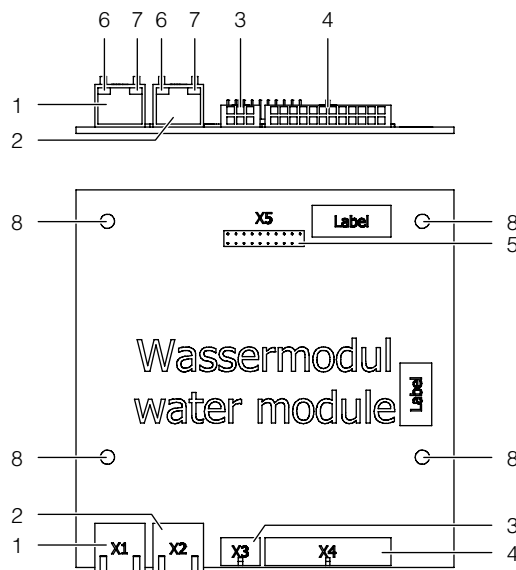 6 7 6 7 3 4
1
2
8 X5 Label 8
5
Wassermodul
water module
Label
8 8
2 3
1 X1 X2 X3 X4 4